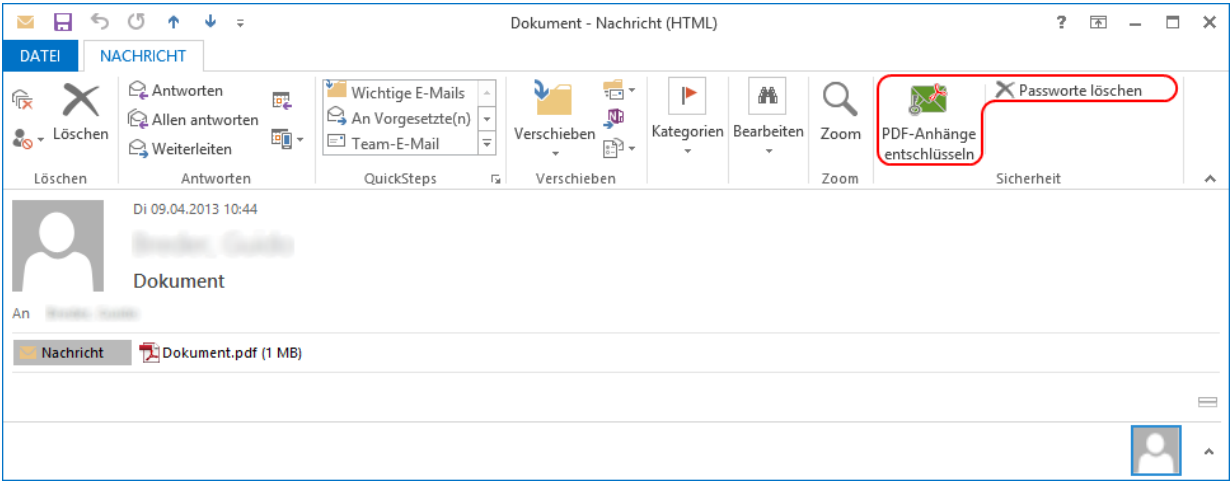 Dokument - Nachricht (HTML)
?
DATEI
NACHRICHT
Löschen
Löschen
Antworten
Allen antworten
Weiterleiten
Antworten
Wichtige E-Mails
An Vorgesetzte(n)
Team-E-Mail
QuickSteps
Verschieben
Verschieben
Kategorien
Bearbeiten
Zoom
Zoom
PDF-Anhänge
entschlüsseln
Passworte löschen
Sicherheit
Di 09.04.2013 10:44
Dokument
An
Nachricht
Dokument.pdf (1 MB)